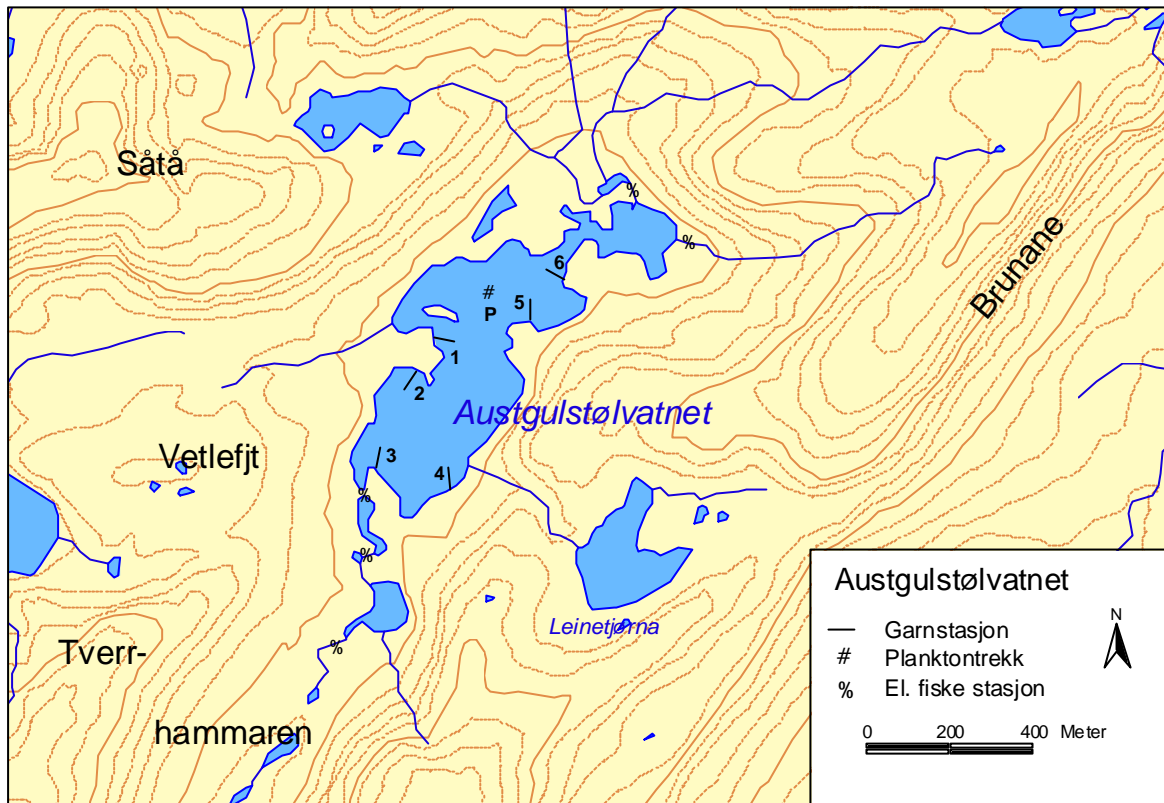 Såtå
%
%
6
#
P
5
Brunane
1
2
Austgulstølvatnet
Vetlefjt
3
4
%
%
Leinetjørna
%
Tverr-
hammaren
Austgulstølvatnet
N
Garnstasjon
# Planktontrekk
% El. fiske stasjon
0 200 400 Meter